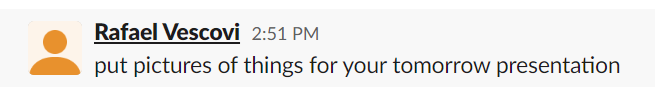 Rafael Vescovi 2:51 PM
put pictures of things for your tomorrow presentation